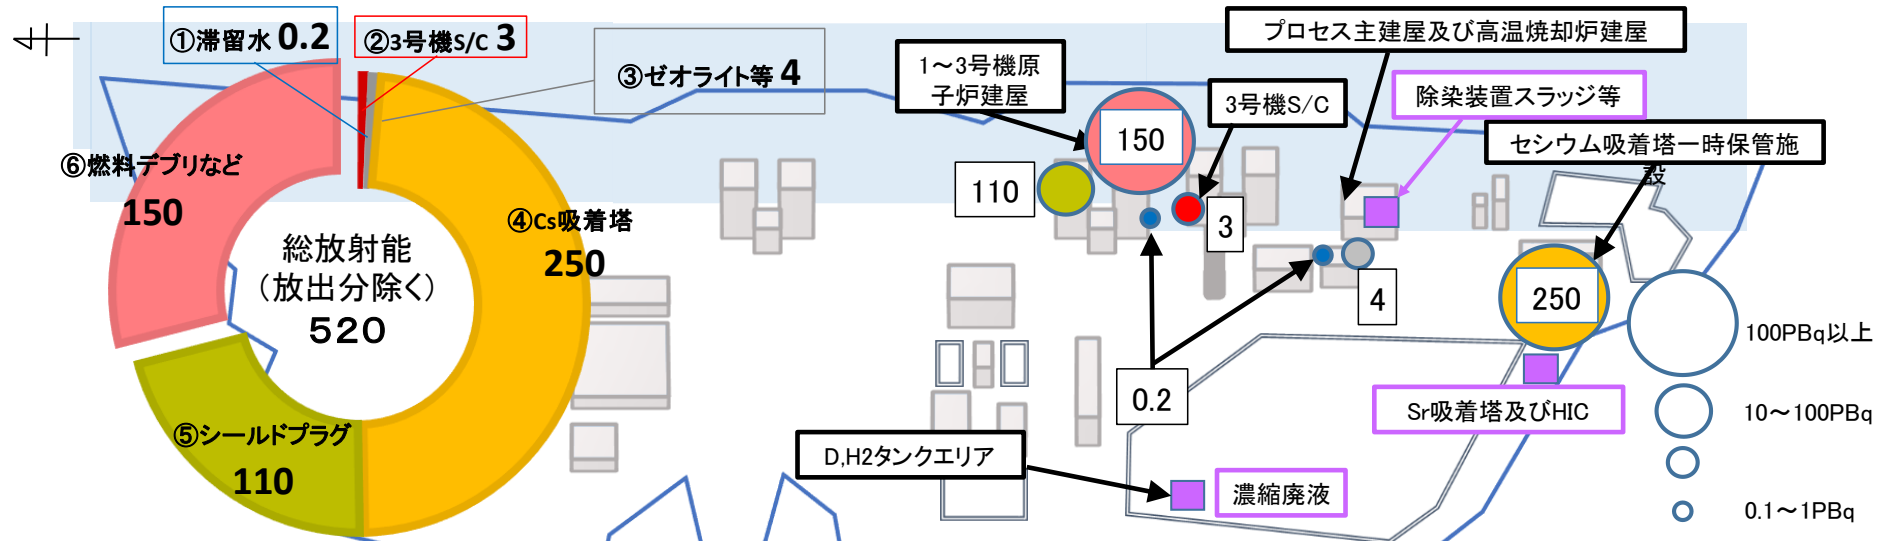 ①滞留水 0.2
②3号機S/C 3
③ゼオライト等 4
⑥燃料デブリなど
150
④Cs吸着塔
250
総放射能
（放出分除く）
５２０
⑤シールドプラグ
110
プロセス主建屋及び高温焼却炉建屋
1～3号機原
子炉建屋
3号機S/C
除染装置スラッジ等
セシウム吸着塔一時保管施
設
150
110
3
4
250
0.2
100PBq以上
10～100PBq
0.1～1PBq
Sr吸着塔及びHIC
D,H2タンクエリア
濃縮廃液